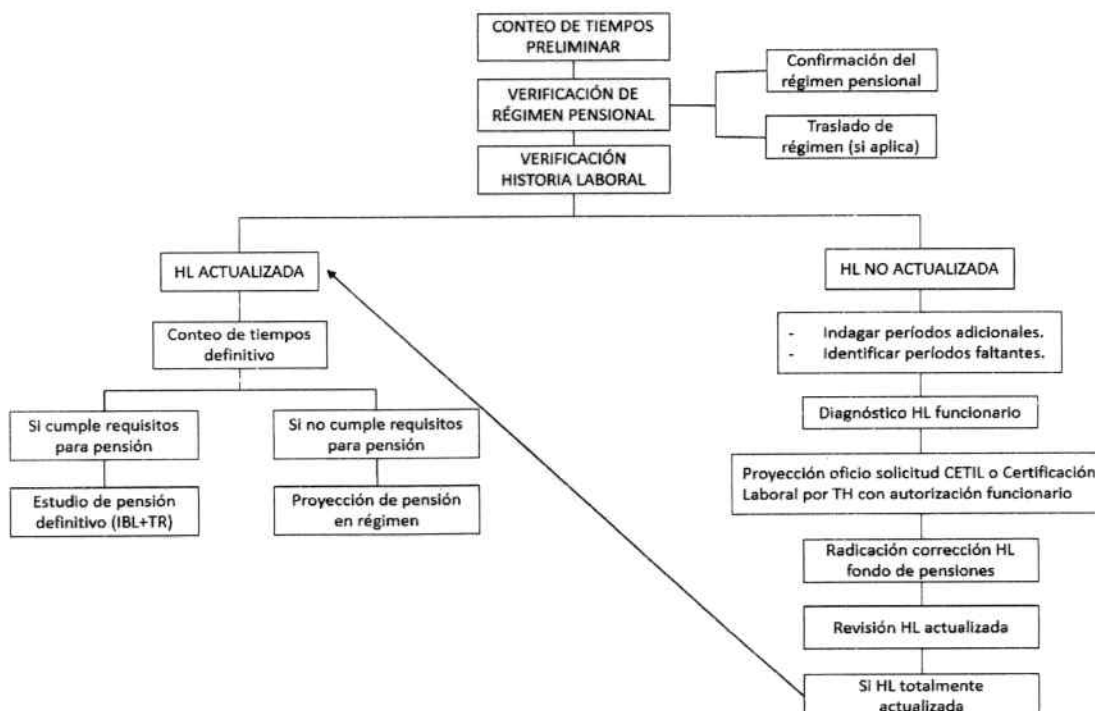 CONTEO DE TIEMPOS
PRELIMINAR
VERIFICACIÓN DE
RÉGIMEN PENSIONAL
Confirmación del
régimen pensional
Traslado de
régimen (si aplica)
VERIFICACIÓN
HISTORIA LABORAL
HL ACTUALIZADA
Conteo de tiempos
definitivo
Si cumple requisitos
para pensión
Estudio de pensión
definitivo (IBL+TR)
Si no cumple requisitos
para pensión
Proyección de pensión
en régimen
HL NO ACTUALIZADA
- Indagar períodos adicionales.
- Identificar períodos faltantes.
Diagnóstico HL funcionario
Proyección oficio solicitud CETIL o Certificación
Laboral por TH con autorización funcionario
Radicación corrección HL
fondo de pensiones
Revisión HL actualizada
Si HL totalmente
actualizada